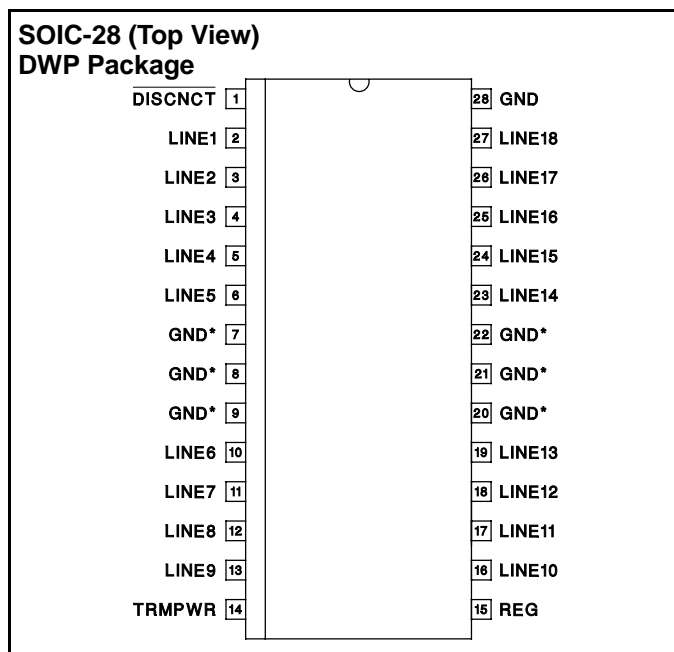 SOIC-28 (Top View)
DWP Package
DISCNCT 1 28 GND
LINE1 2 27 LINE18
LINE2 3 26 LINE17
LINE3 4 25 LINE16
LINE4 5 24 LINE15
LINE5 6 23 LINE14
GND* 7 22 GND*
GND* 8 21 GND*
GND* 9 20 GND*
LINE6 10 19 LINE13
LINE7 11 18 LINE12
LINE8 12 17 LINE11
LINE9 13 16 LINE10
TRMPWR 14 15 REG